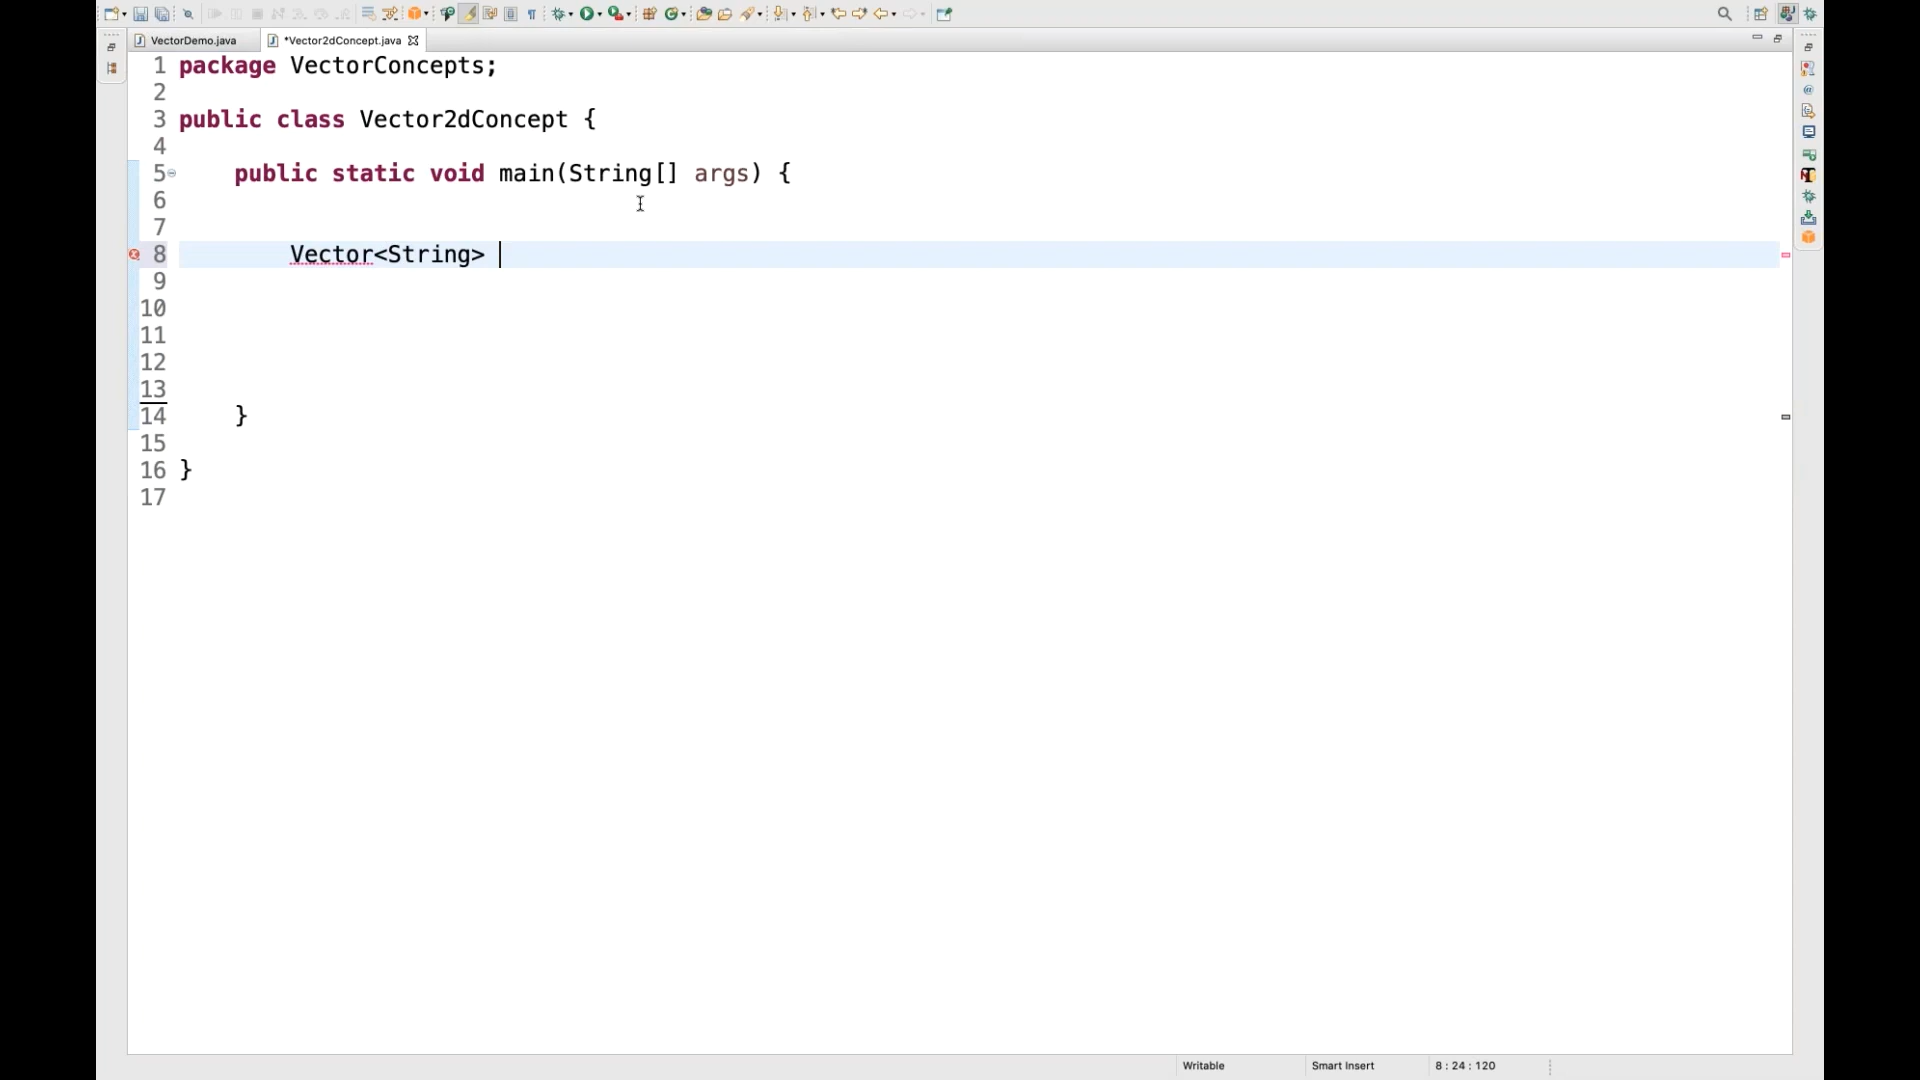 VectorDemo.java
*Vector2dConcept.java
1 package VectorConcepts;
2
3 public class Vector2dConcept {
4
5 public static void main(String[] args) {
6
7
8 Vector<String>
9
10
11
12
13
14 }
15
16 }
17
Writable Smart Insert 8 : 24 : 120